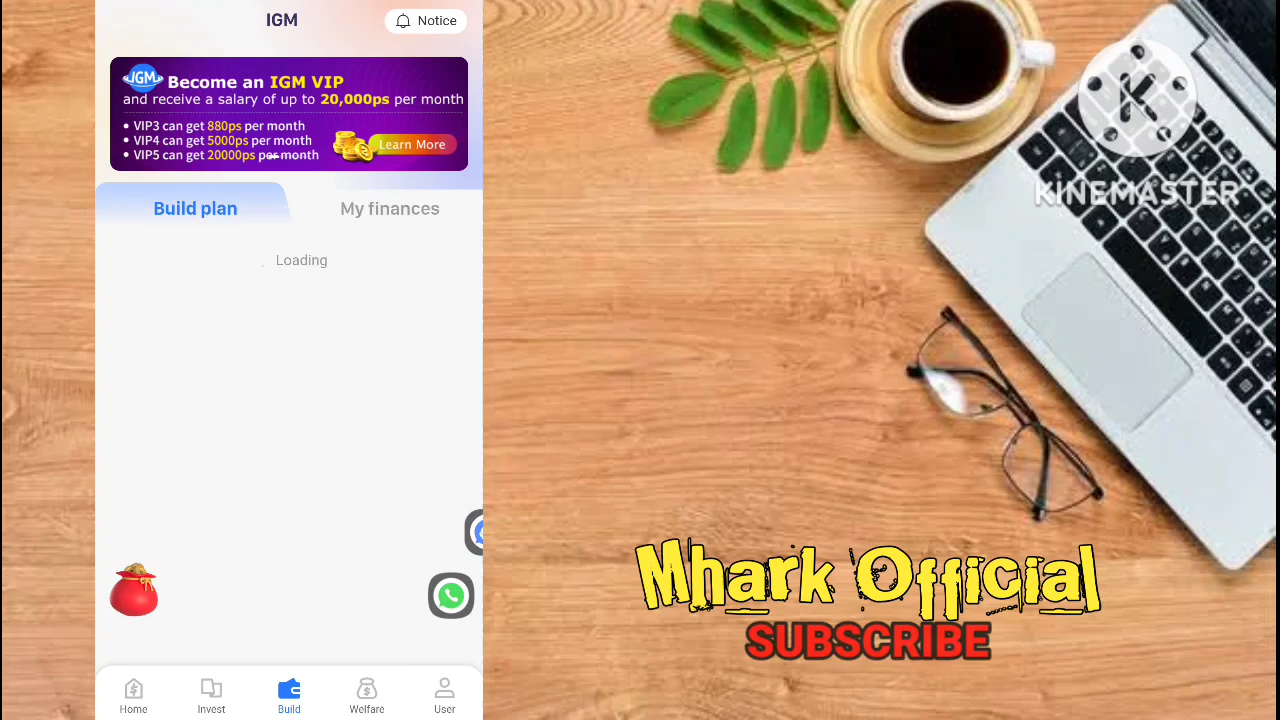 IGM
Notice
IGM
Become an IGM VIP
and receive a salary of up to 20,000ps per month
• VIP3 can get 880ps per month
• VIP4 can get 5000ps per month
• VIP5 can get 20000ps per month
Learn More
Build plan
My finances
Loading
Home
Invest
Build
Welfare
User
K
KINEMASTER
Mhark Official
SUBSCRIBE